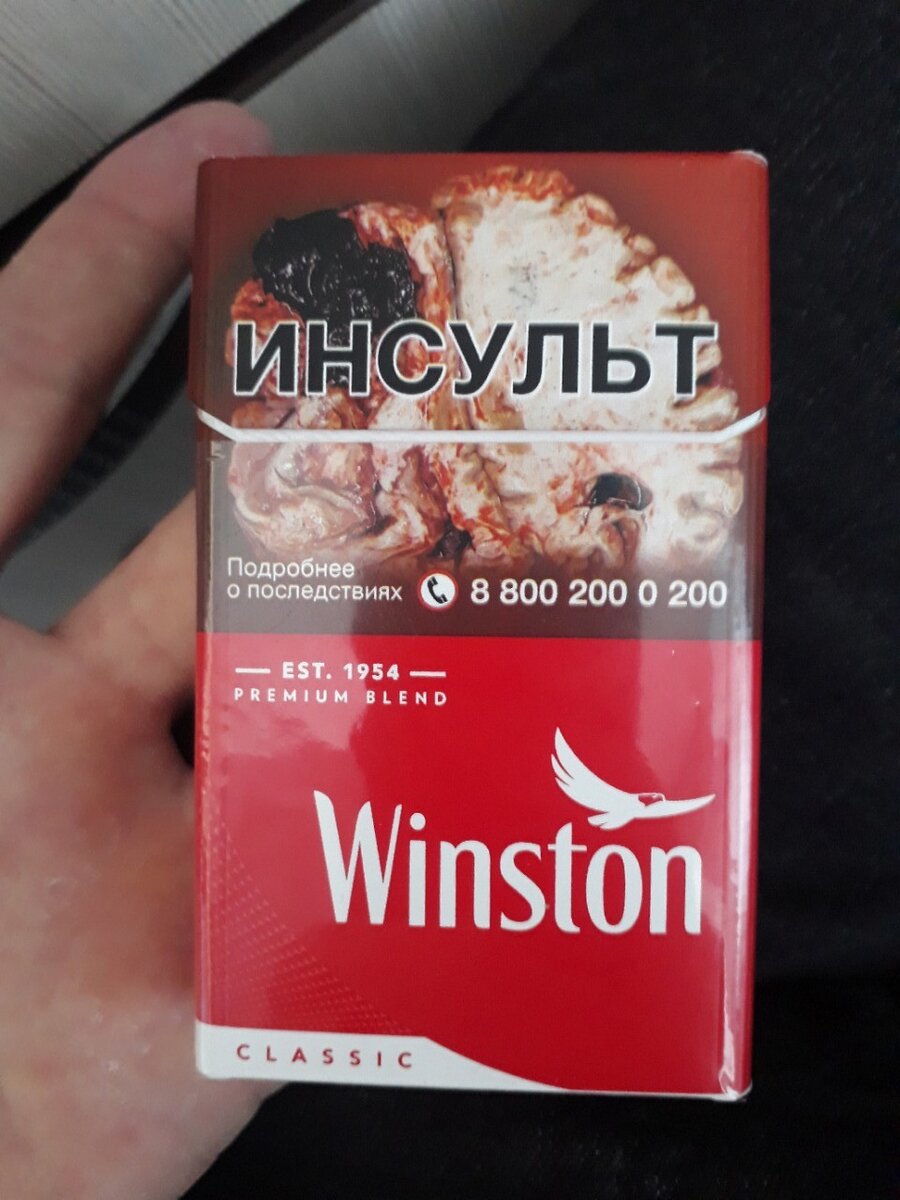 ИНСУЛЬТ
Подробнее
о последствиях 8 800 200 0 200
EST. 1954
PREMIUM BLEND
Winston
CLASSIC